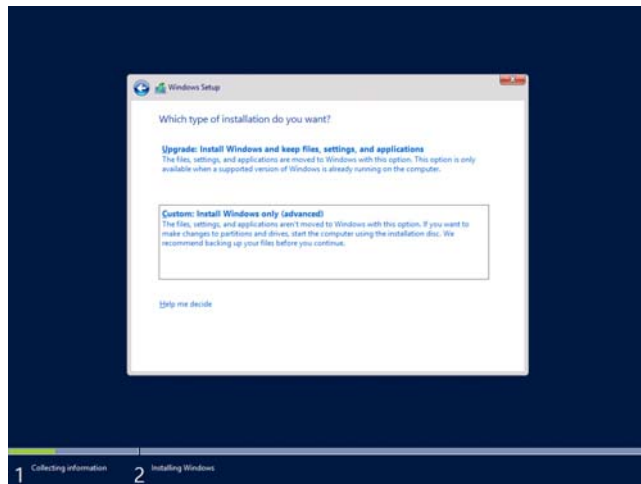 Windows Setup
Which type of installation do you want?
Upgrade: Install Windows and keep files, settings, and applications
The files, settings, and applications are moved to Windows with this option. This option is only
available when a supported version of Windows is already running on the computer.
Custom: Install Windows only (advanced)
The files, settings, and applications aren't moved to Windows with this option. If you want to
make changes to partitions and drives, start the computer using the installation disc. We
recommend backing up your files before you continue.
Help me decide
1 Collecting information 2 Installing Windows